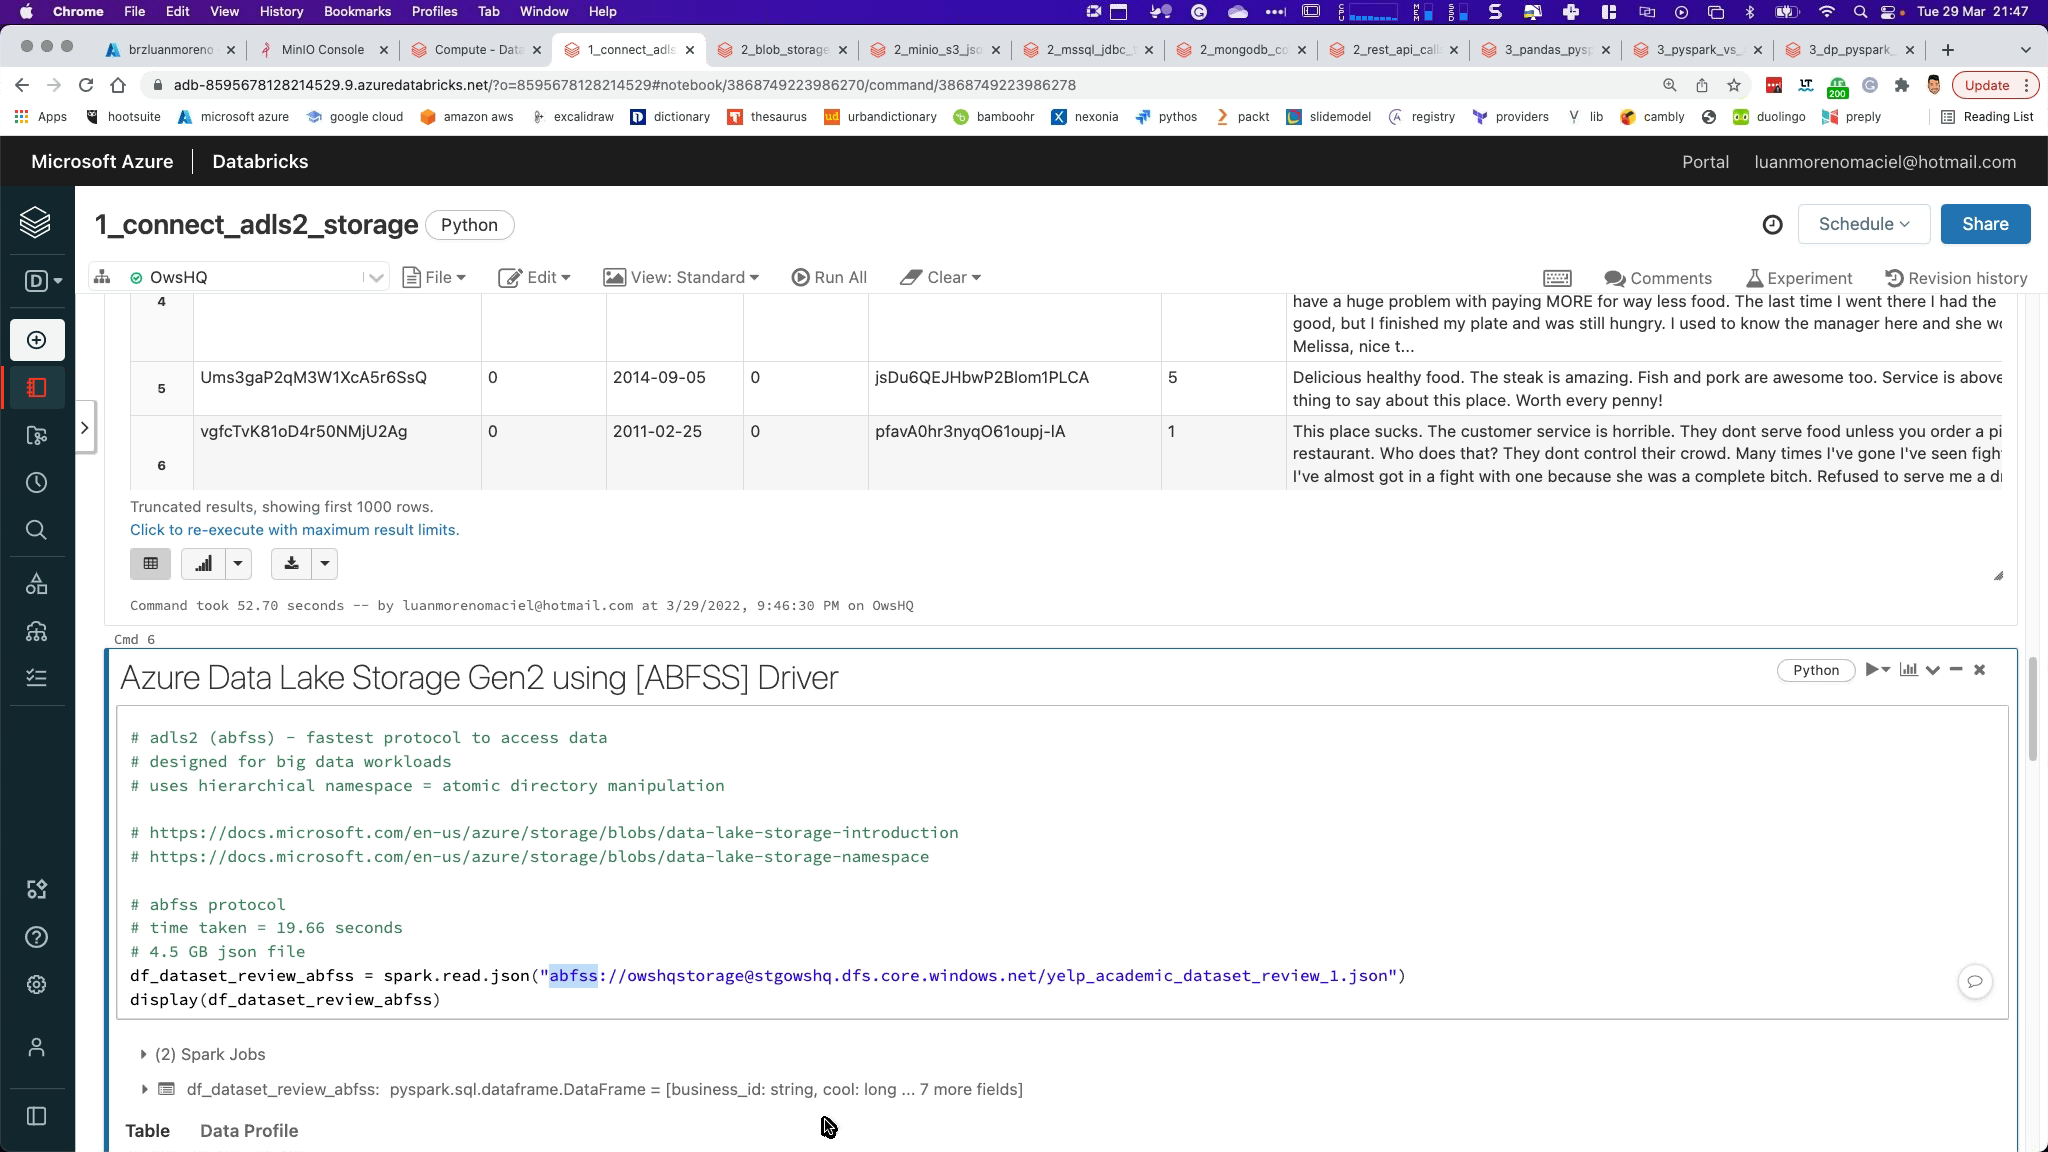 Chrome File Edit View History Bookmarks Profiles Tab Window Help Tue 29 Mar 21:47
brzluanmoreno MinIO Console Compute - Data 1_connect_adls 2_blob_storage 2_minio_s3_jso 2_mssql_jdbc_ 2_mongodb_co 2_rest_api_call 3_pandas_pysp 3_pyspark_vs_ 3_dp_pyspark_
adb-8595678128214529.9.azuredatabricks.net/?o=8595678128214529#notebook/3868749223986270/command/3868749223986278 200 Update
Apps hootsuite microsoft azure google cloud amazon aws excalidraw dictionary thesaurus urbandictionary bamboohr nexonia pythos packt slidemodel registry providers lib cambly duolingo preply Reading List
Microsoft Azure Databricks Portal luanmorenomaciel@hotmail.com
1_connect_adls2_storage Python Schedule Share
D OwsHQ File Edit View: Standard Run All Clear Comments Experiment Revision history
4 have a huge problem with paying MORE for way less food. The last time I went there I had the
good, but I finished my plate and was still hungry. I used to know the manager here and she wo
Melissa, nice t...
5 Ums3gaP2qM3W1XcA5r6SsQ 0 2014-09-05 0 jsDu6QEJHbwP2Blom1PLCA 5 Delicious healthy food. The steak is amazing. Fish and pork are awesome too. Service is above
thing to say about this place. Worth every penny!
6 vgfcTvK81oD4r50NMjU2Ag 0 2011-02-25 0 pfavA0hr3nyqO61oupj-lA 1 This place sucks. The customer service is horrible. They dont serve food unless you order a pi
restaurant. Who does that? They dont control their crowd. Many times I've gone I've seen figh
I've almost got in a fight with one because she was a complete bitch. Refused to serve me a d
Truncated results, showing first 1000 rows.
Click to re-execute with maximum result limits.
Command took 52.70 seconds -- by luanmorenomaciel@hotmail.com at 3/29/2022, 9:46:30 PM on OwsHQ
Cmd 6
Azure Data Lake Storage Gen2 using [ABFSS] Driver Python
# adls2 (abfss) - fastest protocol to access data
# designed for big data workloads
# uses hierarchical namespace = atomic directory manipulation
# https://docs.microsoft.com/en-us/azure/storage/blobs/data-lake-storage-introduction
# https://docs.microsoft.com/en-us/azure/storage/blobs/data-lake-storage-namespace
# abfss protocol
# time taken = 19.66 seconds
# 4.5 GB json file
df_dataset_review_abfss = spark.read.json("abfss://owshqstorage@stgowshq.dfs.core.windows.net/yelp_academic_dataset_review_1.json")
display(df_dataset_review_abfss)
(2) Spark Jobs
df_dataset_review_abfss: pyspark.sql.dataframe.DataFrame = [business_id: string, cool: long ... 7 more fields]
Table Data Profile